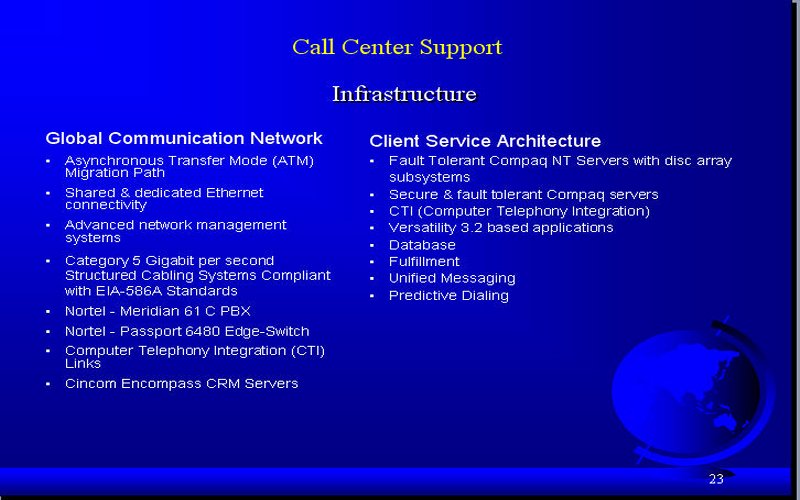 Call Center Support
Infrastructure
Global Communication Network
• Asynchronous Transfer Mode (ATM)
Migration Path
• Shared & dedicated Ethernet
connectivity
• Advanced network management
systems
• Category 5 Gigabit per second
Structured Cabling Systems Compliant
with EIA-586A Standards
• Nortel - Meridian 61 C PBX
• Nortel - Passport 6480 Edge-Switch
• Computer Telephony Integration (CTI)
Links
• Cincom Encompass CRM Servers
Client Service Architecture
• Fault Tolerant Compaq NT Servers with disc array
subsystems
• Secure & fault tolerant Compaq servers
• CTI (Computer Telephony Integration)
• Versatility 3.2 based applications
• Database
• Fulfillment
• Unified Messaging
• Predictive Dialing
23